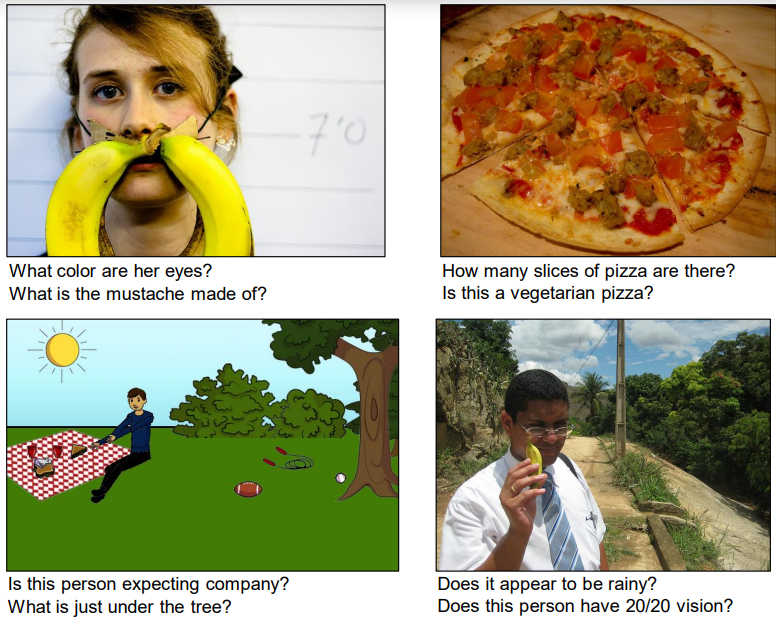 7'0
What color are her eyes?
What is the mustache made of?
How many slices of pizza are there?
Is this a vegetarian pizza?
Is this person expecting company?
What is just under the tree?
Does it appear to be rainy?
Does this person have 20/20 vision?